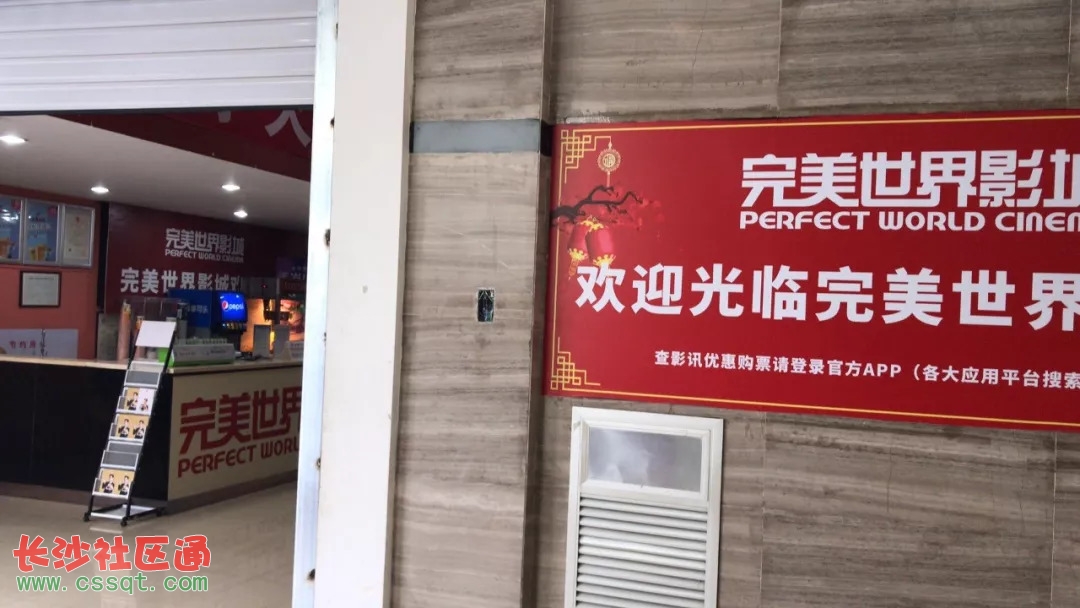 完美世界影城
PERFECT WORLD CINEMA
完美世界影城欢
pepsi
完美世界
PERFECT WORL
完美世界影城
PERFECT WORLD CINEM
欢迎光临完美世界
查影讯优惠购票请登录官方APP（各大应用平台搜索
长沙社区通
www.cssqt.com